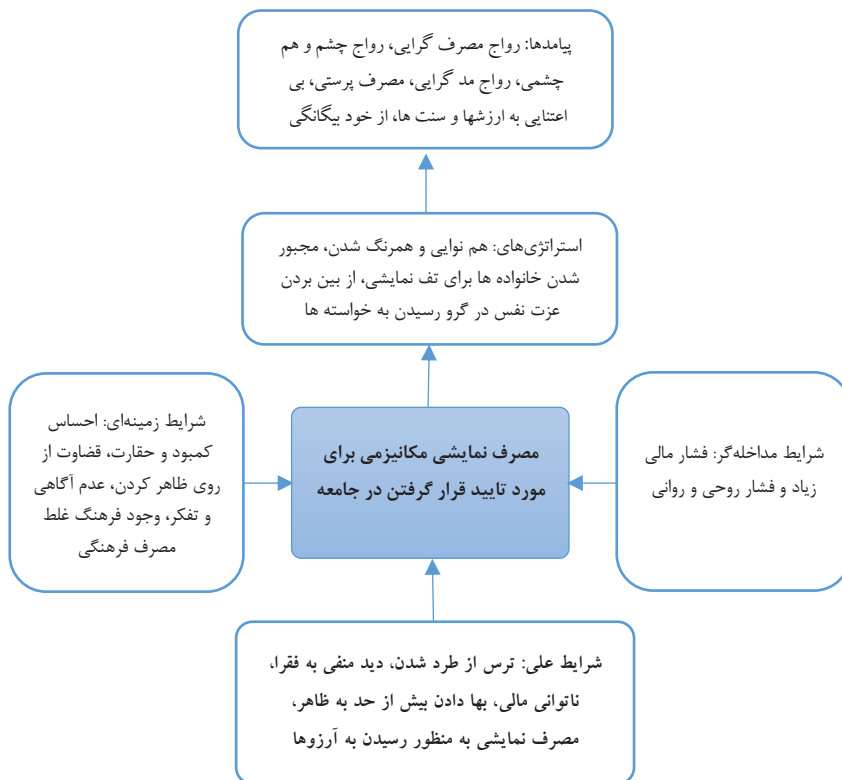 پیامدها: رواج مصرف گرایی، رواج چشم و هم
چشمی، رواج مد گرایی، مصرف پرستی، بی
اعتنایی به ارزشها و سنت ها، از خود بیگانگی
استراتژی‌های: هم نوایی و همرنگ شدن، مجبور
شدن خانواده ها برای تف نمایشی، از بین بردن
عزت نفس در گرو رسیدن به خواسته ها
شرایط مداخله‌گر: فشار مالی
زیاد و فشار روحی و روانی
مصرف نمایشی مکانیزمی برای
مورد تایید قرار گرفتن در جامعه
شرایط زمینه‌ای: احساس
کمبود و حقارت، قضاوت از
روی ظاهر کردن، عدم آگاهی
و تفکر، وجود فرهنگ غلط
مصرف فرهنگی
شرایط علی: ترس از طرد شدن، دید منفی به فقرا،
ناتوانی مالی، بها دادن بیش از حد به ظاهر،
مصرف نمایشی به منظور رسیدن به آرزوها